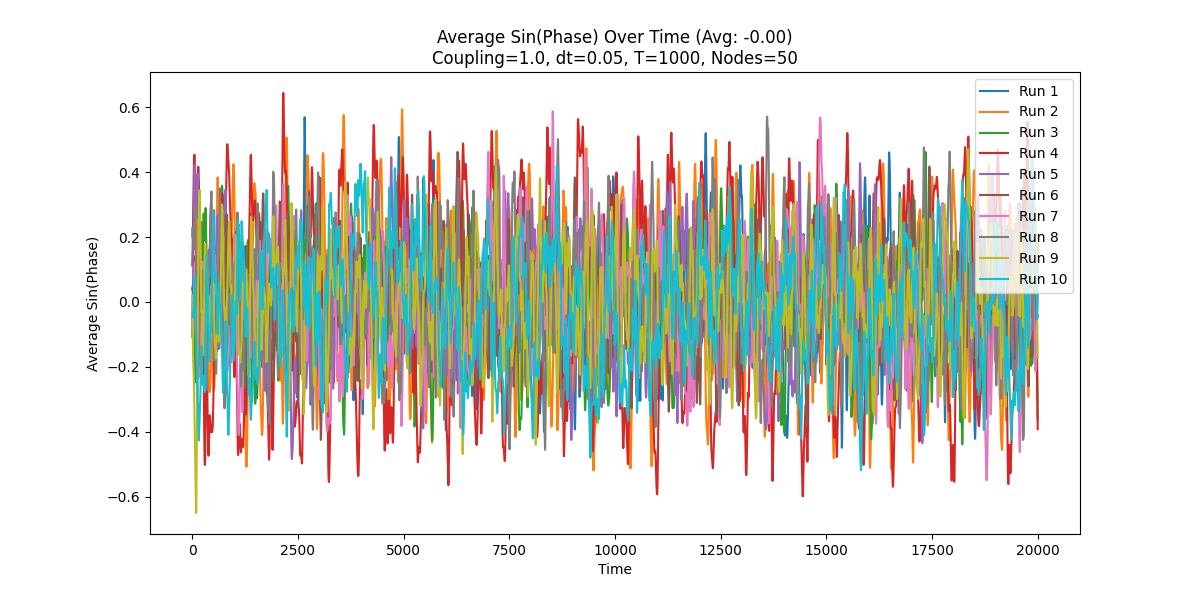 Average Sin(Phase) Over Time (Avg: -0.00)
Coupling=1.0, dt=0.05, T=1000, Nodes=50
Run 1
Run 2
Run 3
Run 4
Run 5
Run 6
Run 7
Run 8
Run 9
Run 10
Average Sin(Phase)
0.6
0.4
0.2
0.0
−0.2
−0.4
−0.6
0
2500
5000
7500
10000
12500
15000
17500
20000
Time